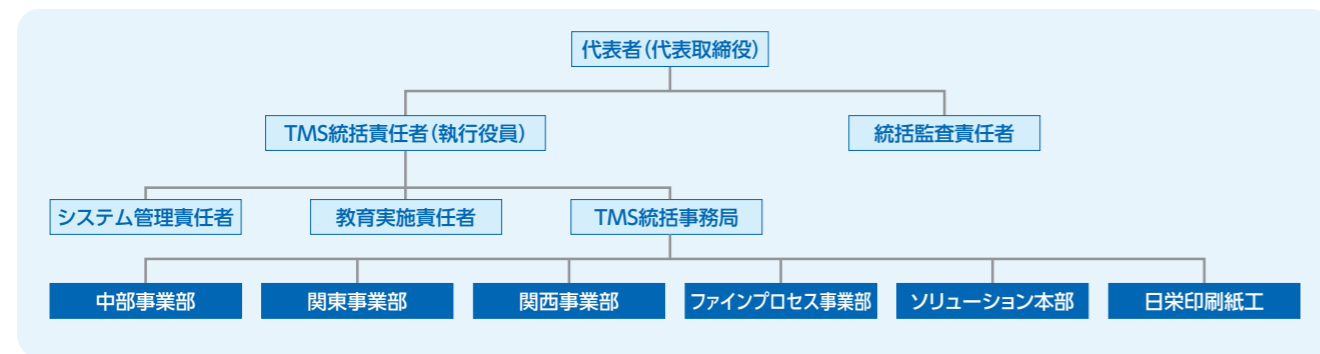 代表者（代表取締役）
TMS統括責任者（執行役員）
統括監査責任者
システム管理責任者
教育実施責任者
TMS統括事務局
中部事業部
関東事業部
関西事業部
ファインプロセス事業部
ソリューション本部
日栄印刷紙工